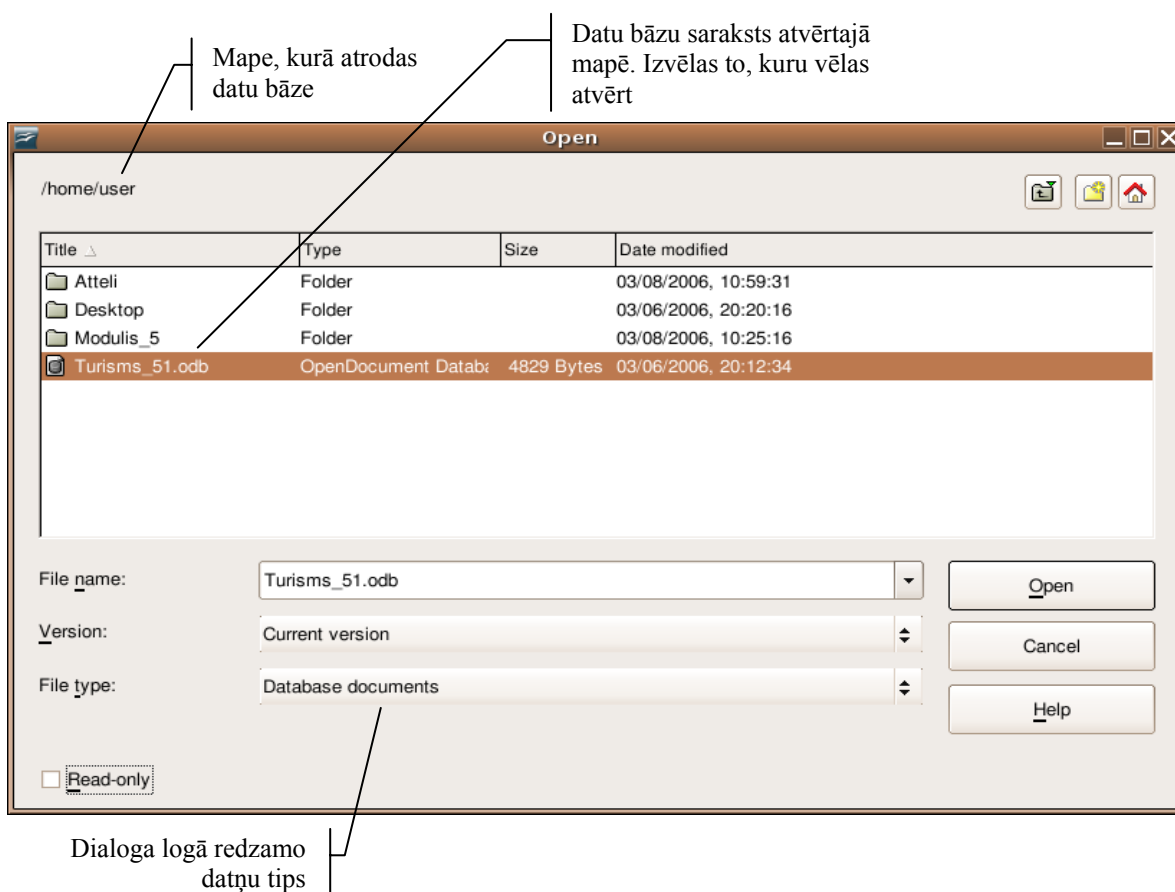 Mape, kurā atrodas
datu bāze
Datu bāzu saraksts atvērtajā
mapē. Izvēlas to, kuru vēlas
atvērt
Open
/home/user
Title Type Size Date modified
Atteli Folder 03/08/2006, 10:59:31
Desktop Folder 03/06/2006, 20:20:16
Modulis_5 Folder 03/08/2006, 10:25:16
Turisms_51.odb OpenDocument Databa 4829 Bytes 03/06/2006, 20:12:34
File name: Turisms_51.odb Open
Version: Current version Cancel
File type: Database documents Help
Read-only
Dialoga logā redzamo
datņu tips